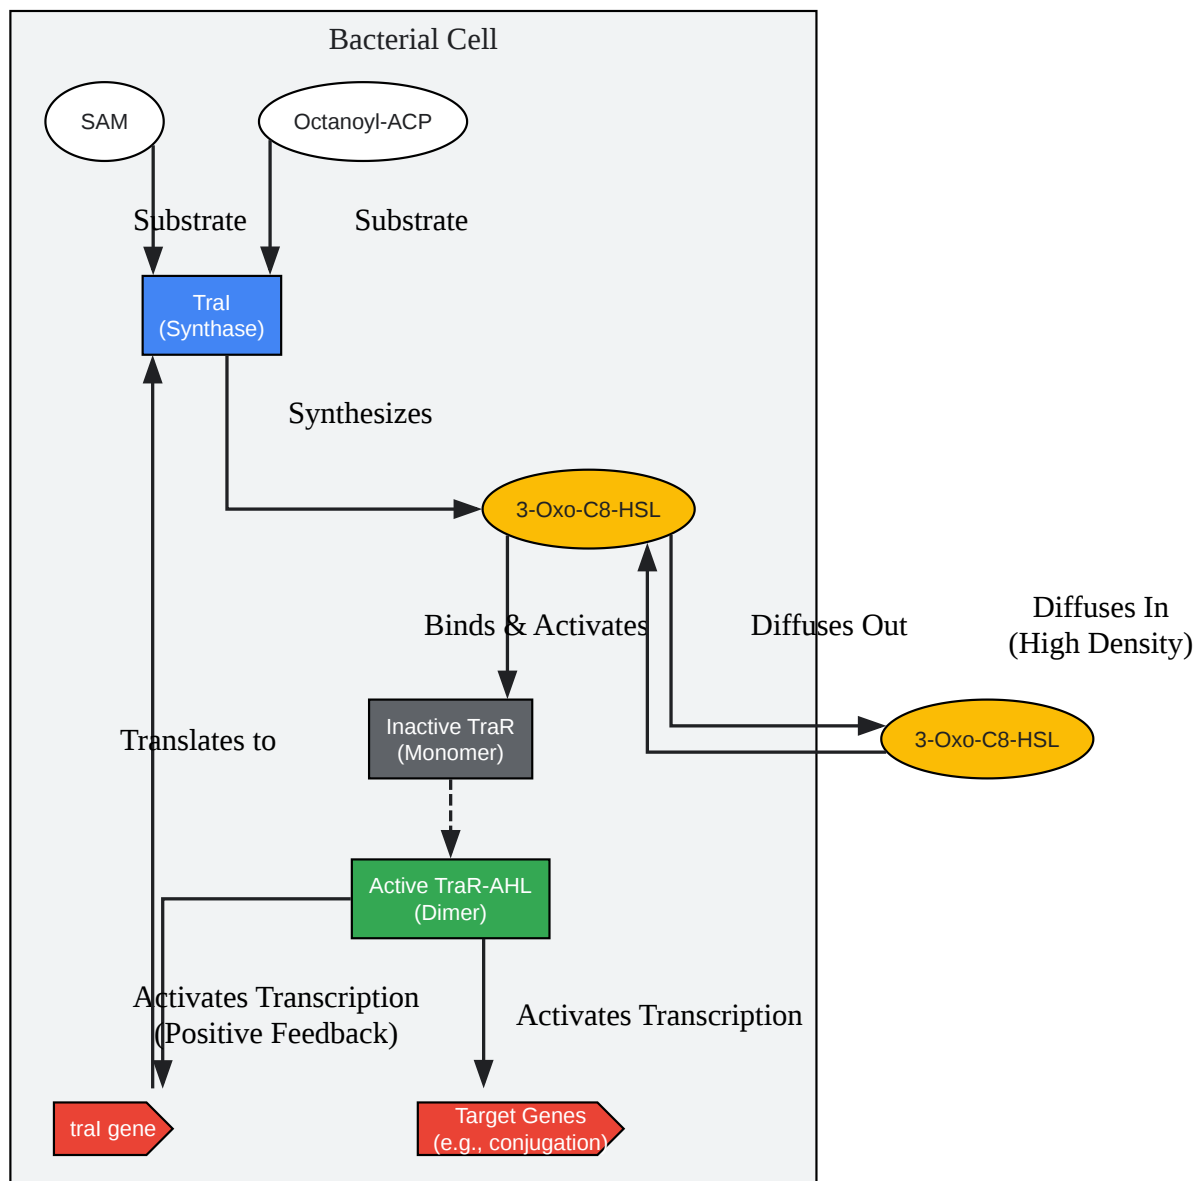 Bacterial Cell
SAM
Octanoyl-ACP
Substrate
Substrate
TraI
(Synthase)
Synthesizes
3-Oxo-C8-HSL
Binds & Activates
Diffuses Out
Diffuses In
(High Density)
Inactive TraR
(Monomer)
Translates to
3-Oxo-C8-HSL
Active TraR-AHL
(Dimer)
Activates Transcription
(Positive Feedback)
Activates Transcription
traI gene
Target Genes
(e.g., conjugation)